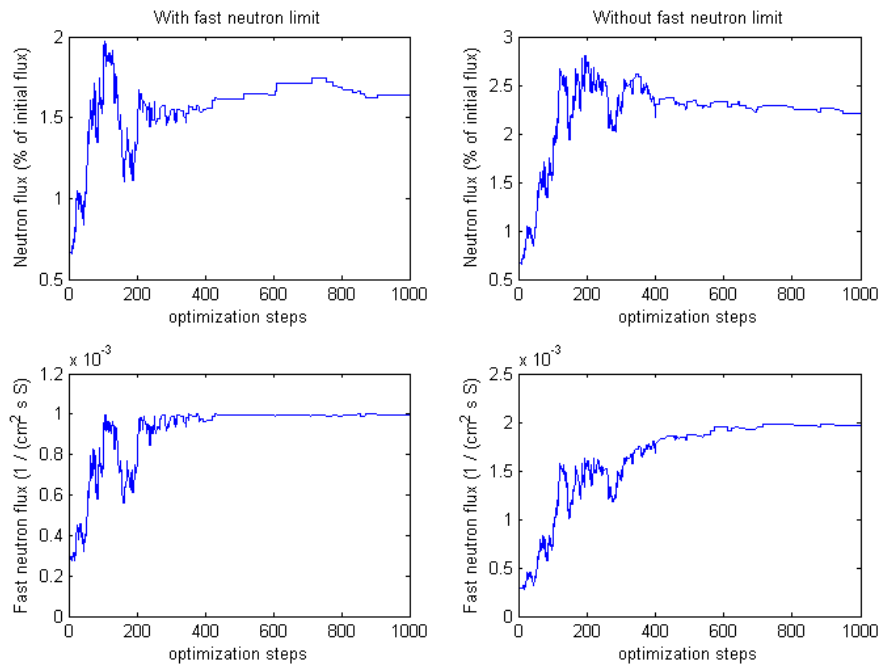 With fast neutron limit
Without fast neutron limit
2
1.5
1
0.5
Neutron flux (% of initial flux)
0 200 400 600 800 1000
optimization steps
3
2.5
2
1.5
1
0.5
Neutron flux (% of initial flux)
0 200 400 600 800 1000
optimization steps
x 10⁻³
1.2
1
0.8
0.6
0.4
0.2
0
Fast neutron flux (1 / (cm² s S)
0 200 400 600 800 1000
optimization steps
x 10⁻³
2.5
2
1.5
1
0.5
0
Fast neutron flux (1 / (cm² s S)
0 200 400 600 800 1000
optimization steps